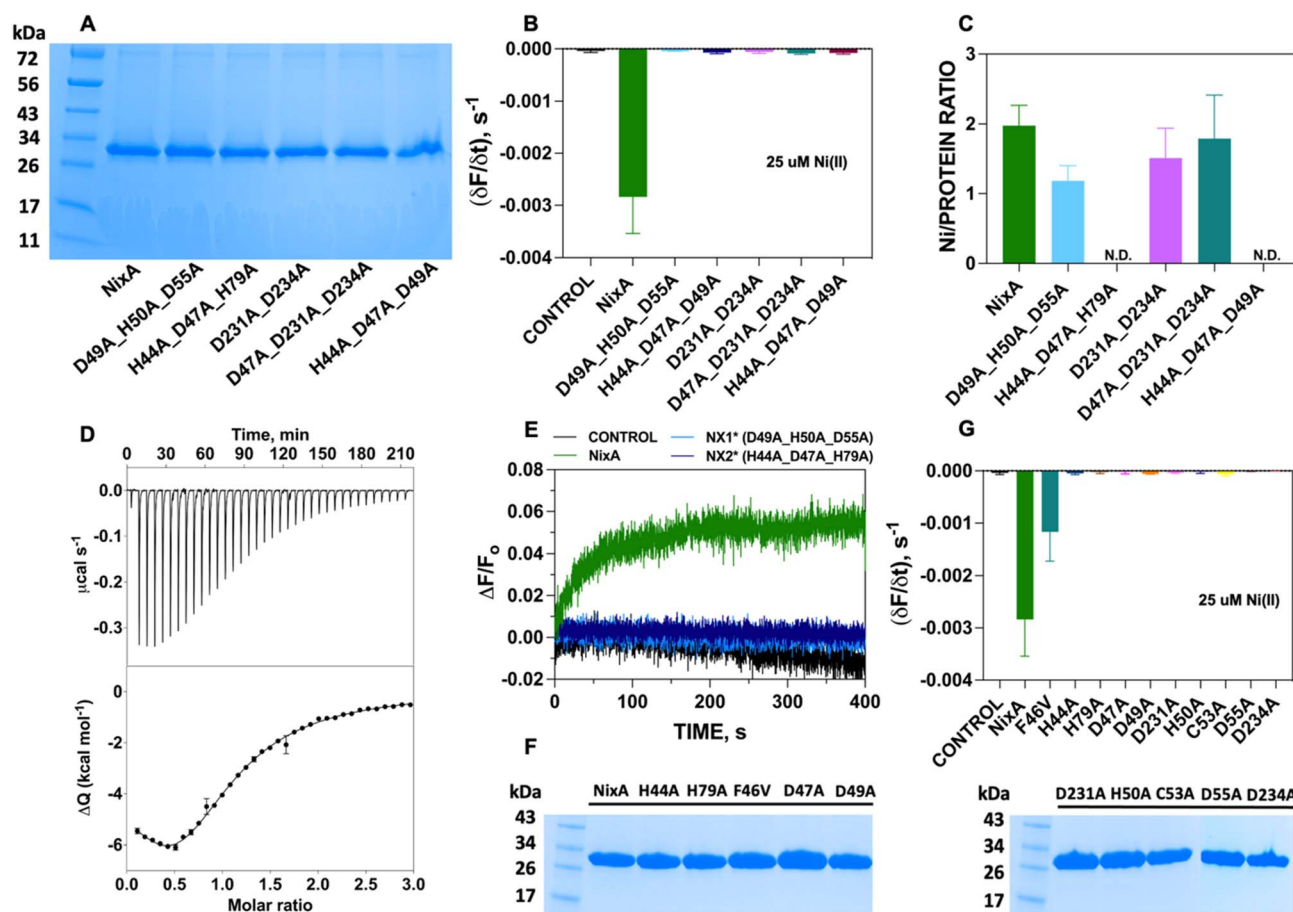 A
kDa
72
56
43
34
26
17
11
NixA
D49A_H50A_D55A
H44A_D47A_H79A
D231A_D234A
D47A_D231A_D234A
H44A_D47A_D49A
B
(δF/δt), s⁻¹
0.000
-0.001
-0.002
-0.003
-0.004
25 uM Ni(II)
CONTROL
NixA
D49A_H50A_D55A
H44A_D47A_D49A
D231A_D234A
D47A_D231A_D234A
H44A_D47A_D49A
C
Ni/PROTEIN RATIO
3
2
1
0
N.D.
N.D.
NixA
D49A_H50A_D55A
H44A_D47A_H79A
D231A_D234A
D47A_D231A_D234A
H44A_D47A_D49A
D
Time, min
0 30 60 90 120 150 180 210
0.0
-0.1
-0.2
-0.3
μcal s⁻¹
0
-2
-4
-6
ΔQ (kcal mol⁻¹)
0.0 0.5 1.0 1.5 2.0 2.5 3.0
Molar ratio
E
CONTROL NX1* (D49A_H50A_D55A)
NixA NX2* (H44A_D47A_H79A)
ΔF/Fo
0.08
0.06
0.04
0.02
0.00
-0.02
0 100 200 300 400
TIME, s
G
(δF/δt), s⁻¹
0.000
-0.001
-0.002
-0.003
-0.004
25 uM Ni(II)
CONTROL
NixA
F46V
H44A
H79A
D47A
D49A
D231A
H50A
C53A
D55A
D234A
F
kDa
NixA H44A H79A F46V D47A D49A
43
34
26
17
kDa
D231A H50A C53A D55A D234A
43
34
26
17